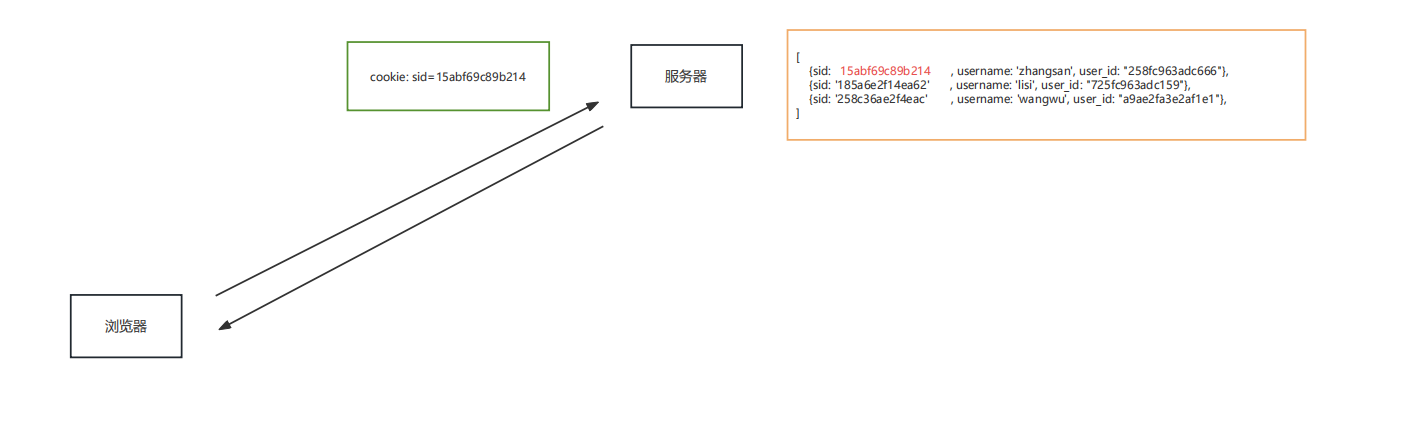 cookie: sid=15abf69c89b214
服务器
[
{sid: 15abf69c89b214 , username: 'zhangsan', user_id: "258fc963adc666"},
{sid: '185a6e2f14ea62' , username: 'lisi', user_id: "725fc963adc159"},
{sid: '258c36ae2f4eac' , username: 'wangwu', user_id: "a9ae2fa3e2af1e1"},
]
浏览器